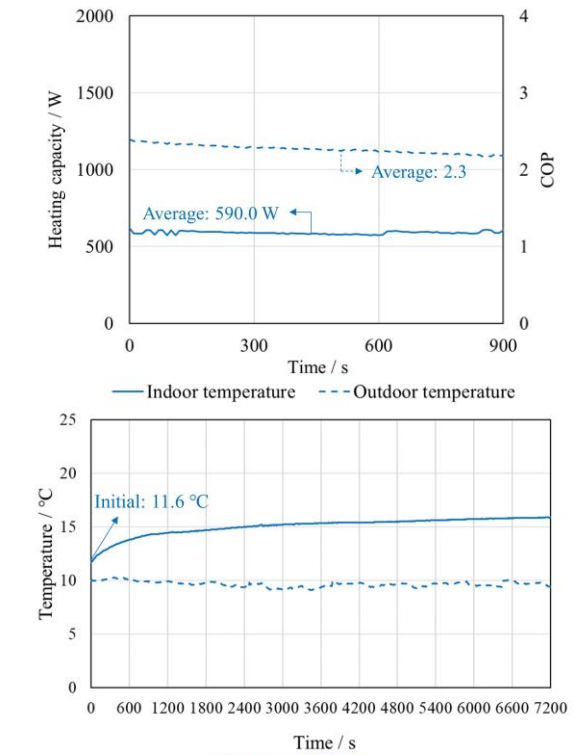 2000
1500
1000
500
0
Heating capacity / W
4
3
2
1
0
COP
Average: 2.3
Average: 590.0 W
0 300 600 900
Time / s
Indoor temperature Outdoor temperature
25
20
15
10
5
0
Temperature / °C
Initial: 11.6 °C
0 600 1200 1800 2400 3000 3600 4200 4800 5400 6000 6600 7200
Time / s